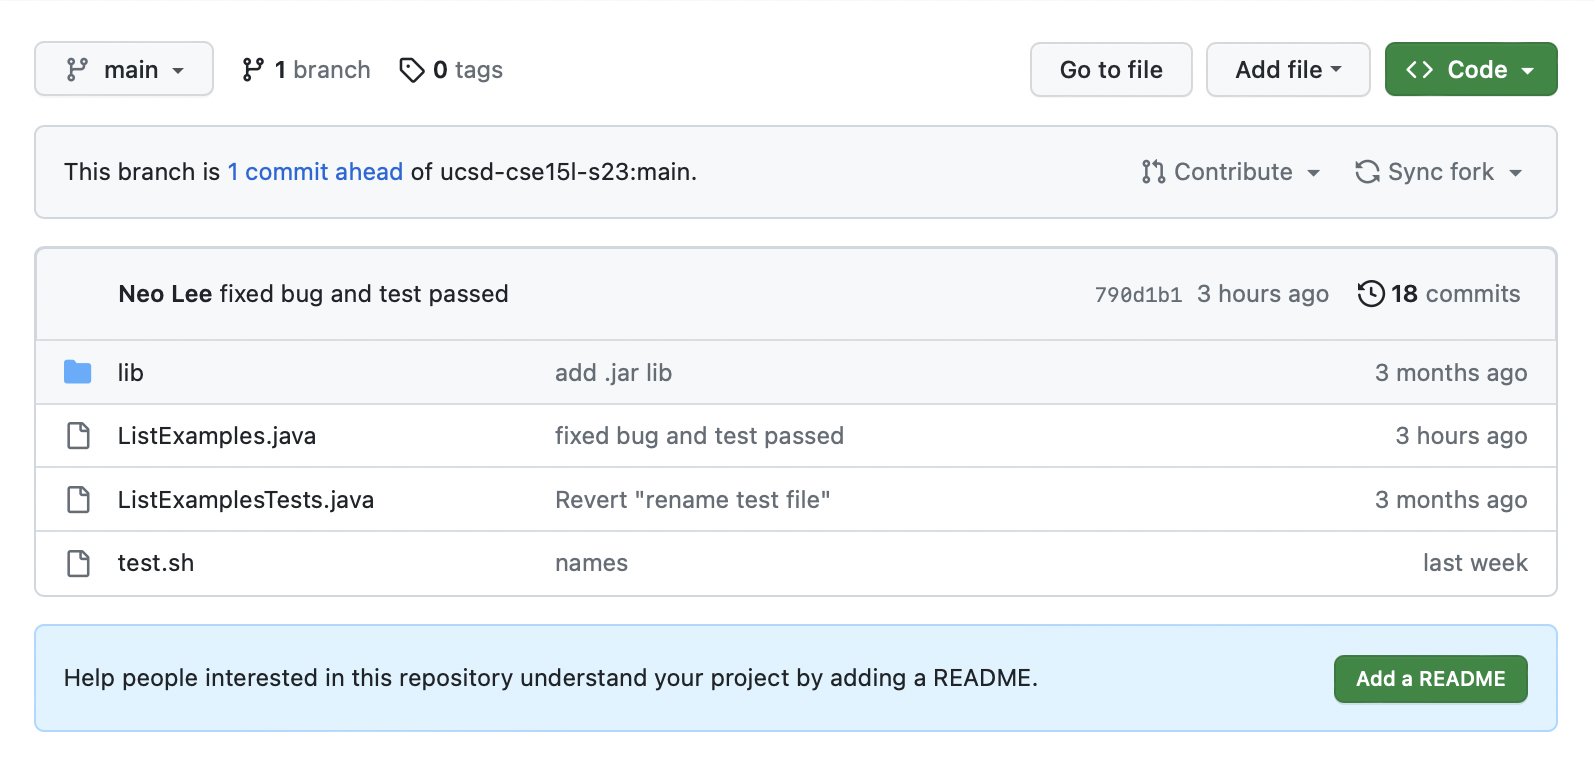 main 1 branch 0 tags Go to file Add file <> Code
This branch is 1 commit ahead of ucsd-cse15l-s23:main. Contribute Sync fork
Neo Lee fixed bug and test passed 790d1b1 3 hours ago 18 commits
lib add .jar lib 3 months ago
ListExamples.java fixed bug and test passed 3 hours ago
ListExamplesTests.java Revert "rename test file" 3 months ago
test.sh names last week
Help people interested in this repository understand your project by adding a README. Add a README